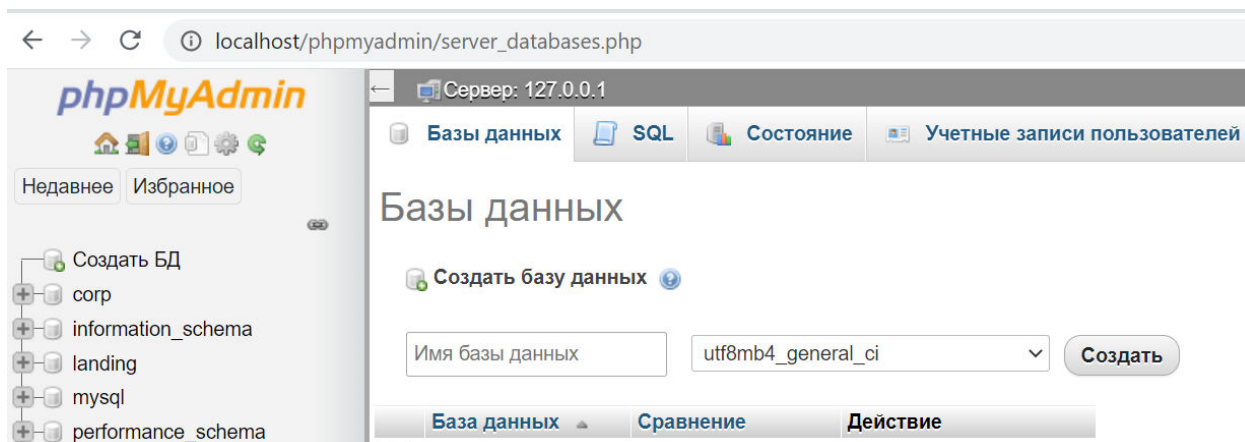 localhost/phpmyadmin/server_databases.php
phpMyAdmin
Недавнее Избранное
Создать БД
corp
information_schema
landing
mysql
performance_schema
Сервер: 127.0.0.1
Базы данных SQL Состояние Учетные записи пользователей
Базы данных
Создать базу данных
Имя базы данных utf8mb4_general_ci Создать
База данных Сравнение Действие